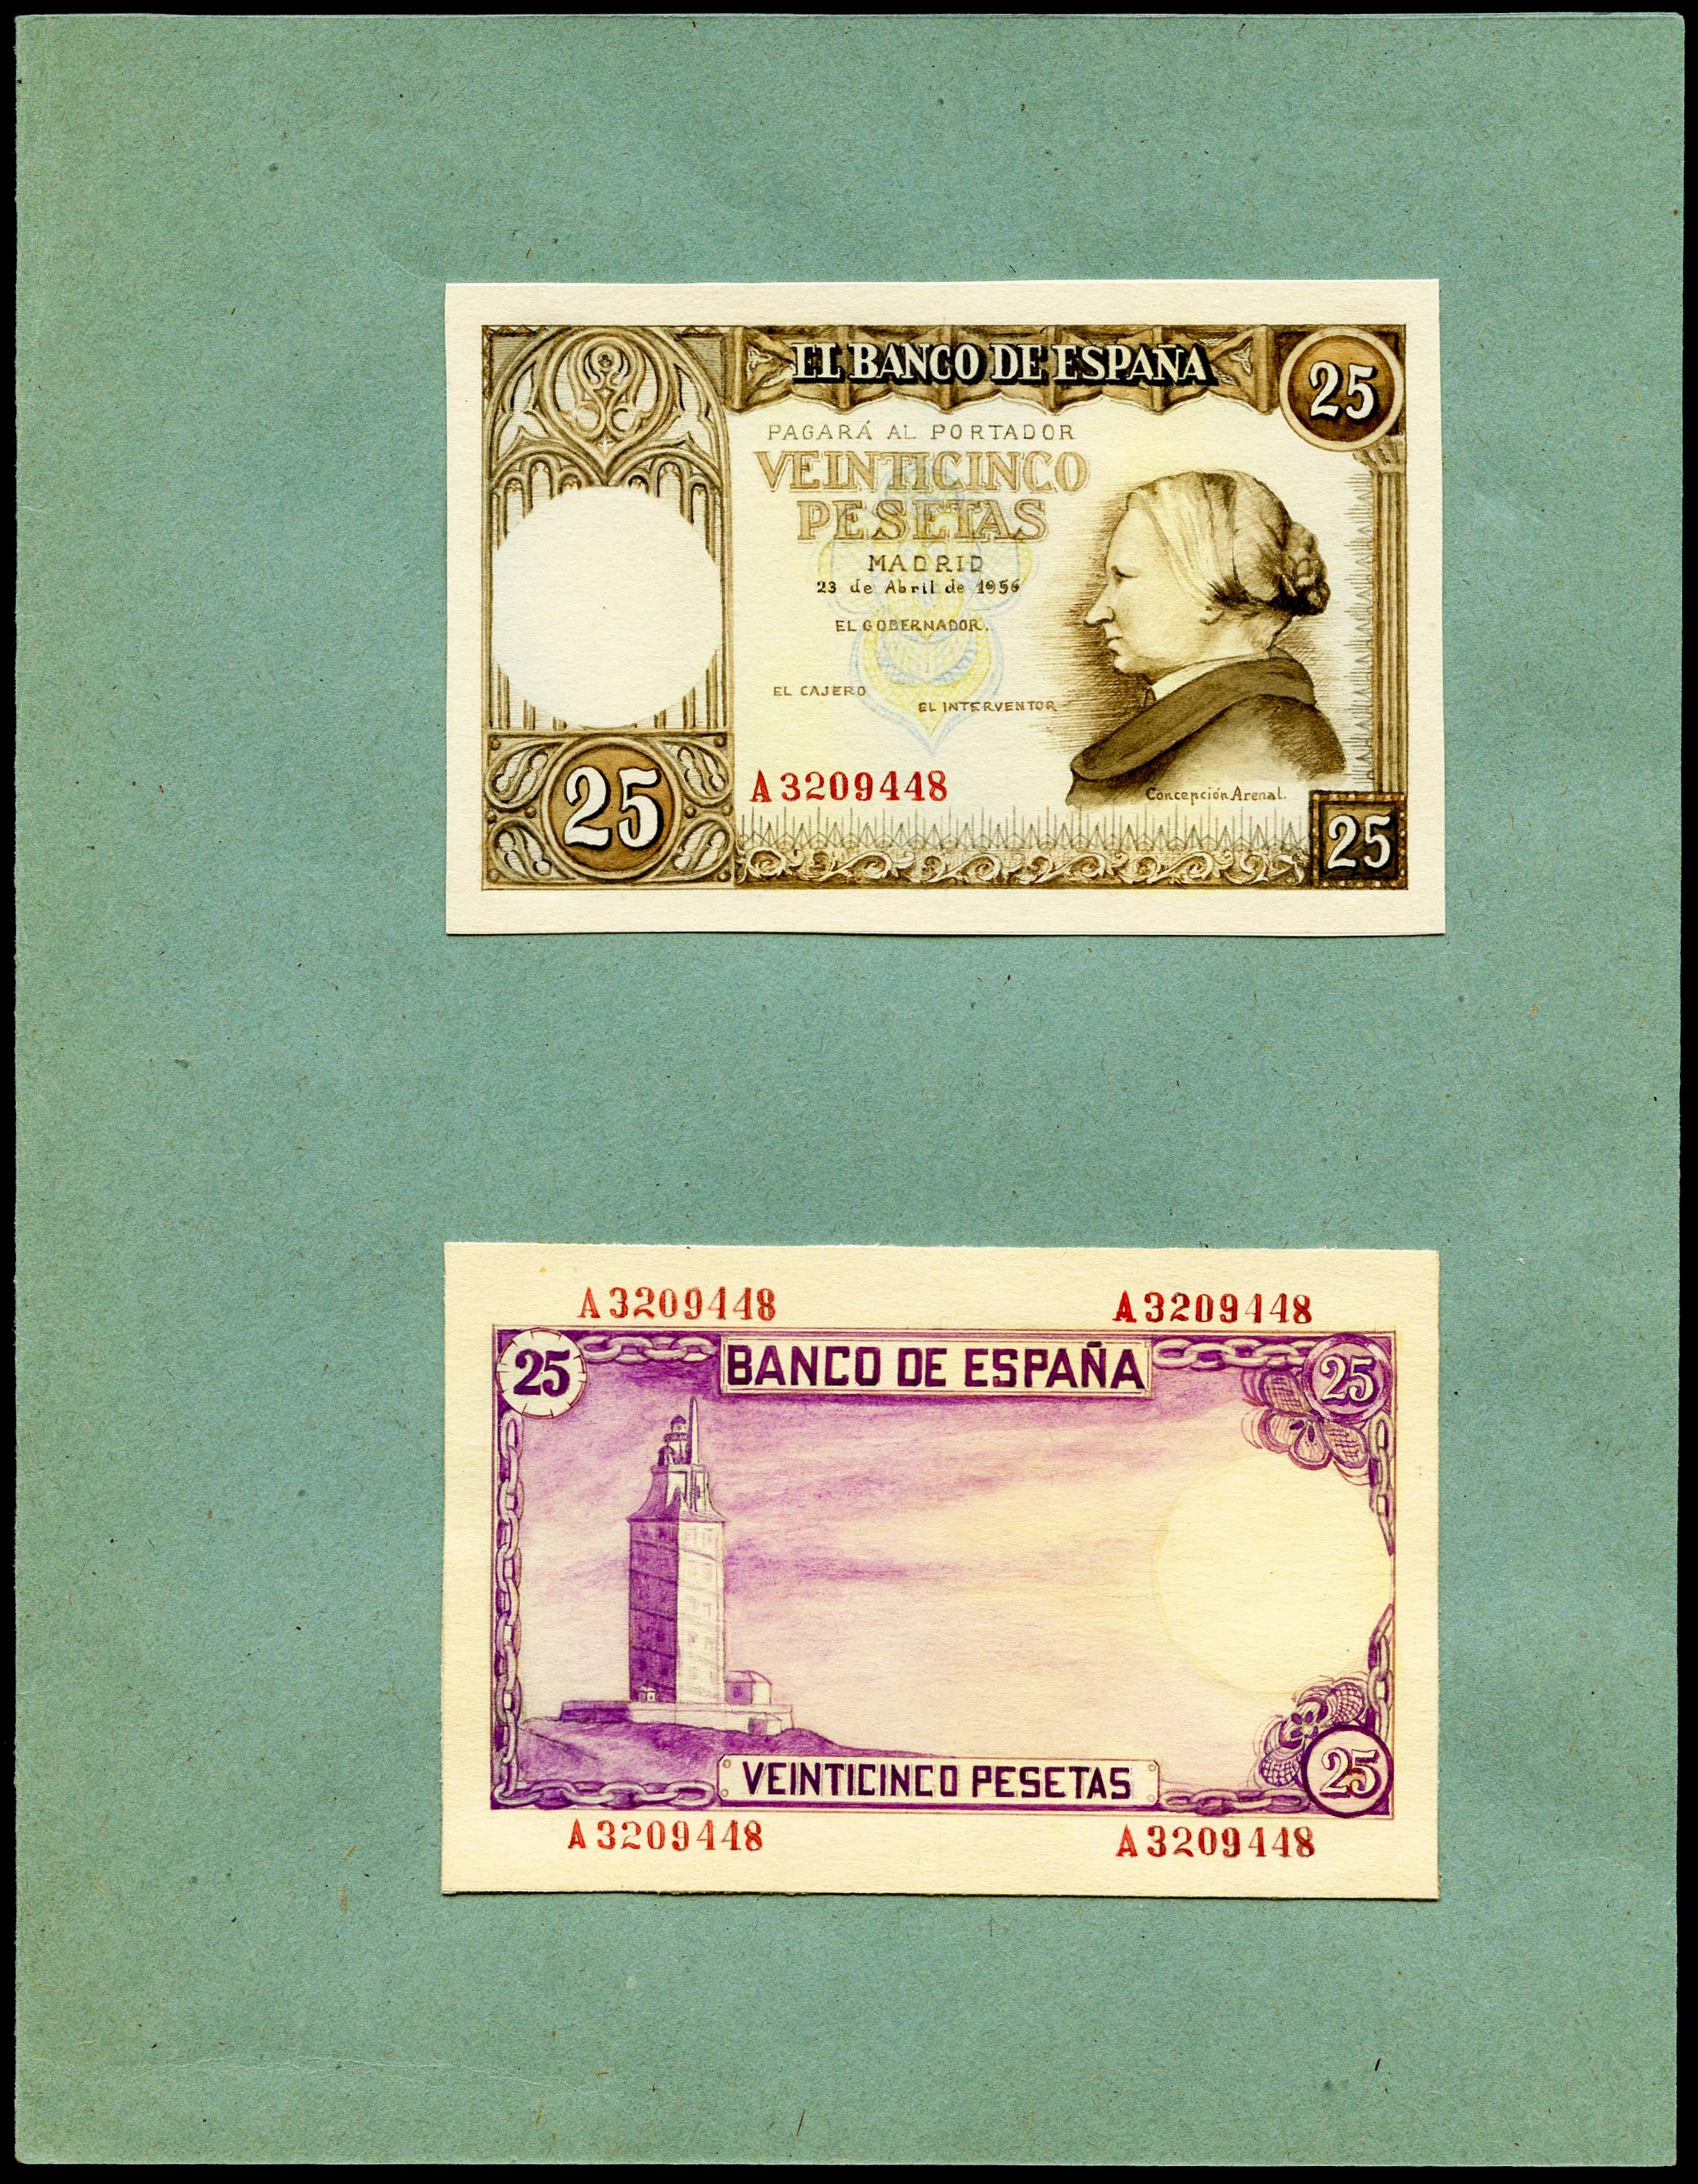 EL BANCO DE ESPAÑA
25
PAGARÁ AL PORTADOR
VEINTICINCO
PESETAS
MADRID
23 de Abril de 1956
EL GOBERNADOR.
EL CAJERO
EL INTERVENTOR
A 3209448
Concepción Arenal.
25
25
A 3209448
A 3209448
25
BANCO DE ESPAÑA
25
VEINTICINCO PESETAS
25
A 3209448
A 3209448